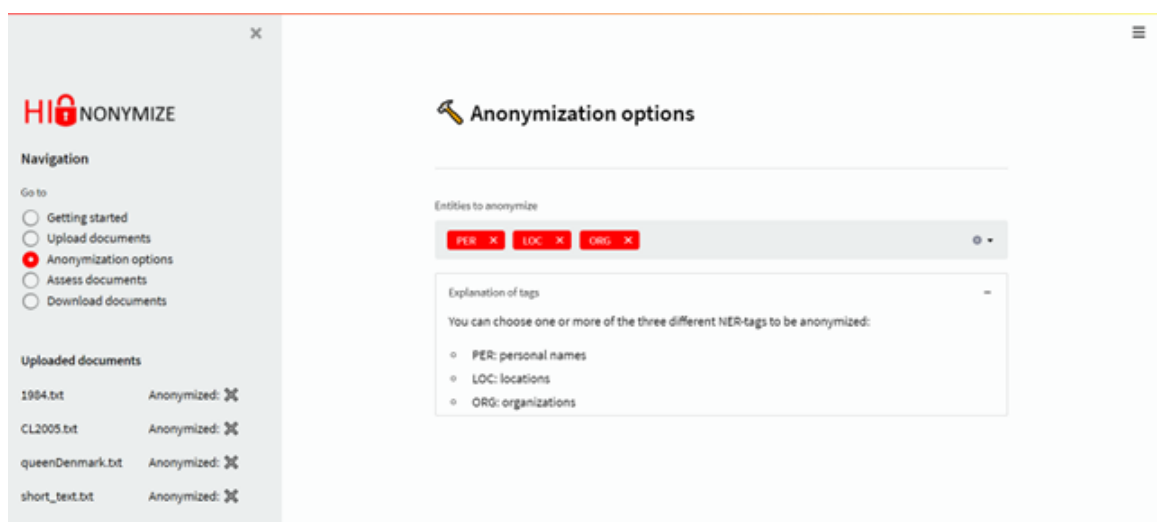 HI NONYMIZE
Navigation
Go to
Getting started
Upload documents
Anonymization options
Assess documents
Download documents
Uploaded documents
1984.txt Anonymized:
CL2005.txt Anonymized:
queenDenmark.txt Anonymized:
short_text.txt Anonymized:
Anonymization options
Entities to anonymize
PER × LOC × ORG ×
Explanation of tags
You can choose one or more of the three different NER-tags to be anonymized:
PER: personal names
LOC: locations
ORG: organizations